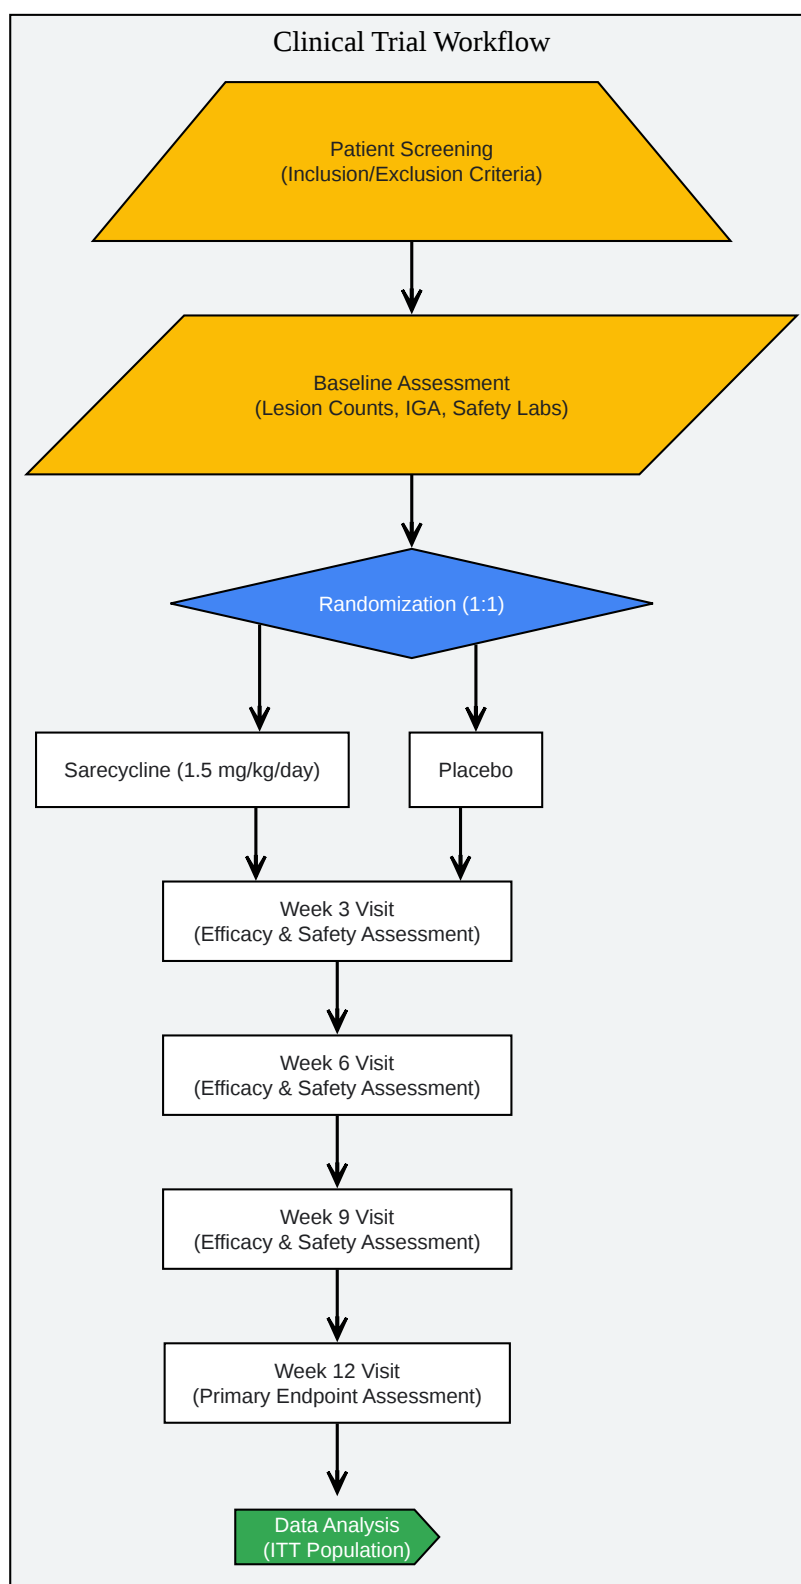 Clinical Trial Workflow
Patient Screening
(Inclusion/Exclusion Criteria)
Baseline Assessment
(Lesion Counts, IGA, Safety Labs)
Randomization (1:1)
Sarecycline (1.5 mg/kg/day)
Placebo
Week 3 Visit
(Efficacy & Safety Assessment)
Week 6 Visit
(Efficacy & Safety Assessment)
Week 9 Visit
(Efficacy & Safety Assessment)
Week 12 Visit
(Primary Endpoint Assessment)
Data Analysis
(ITT Population)